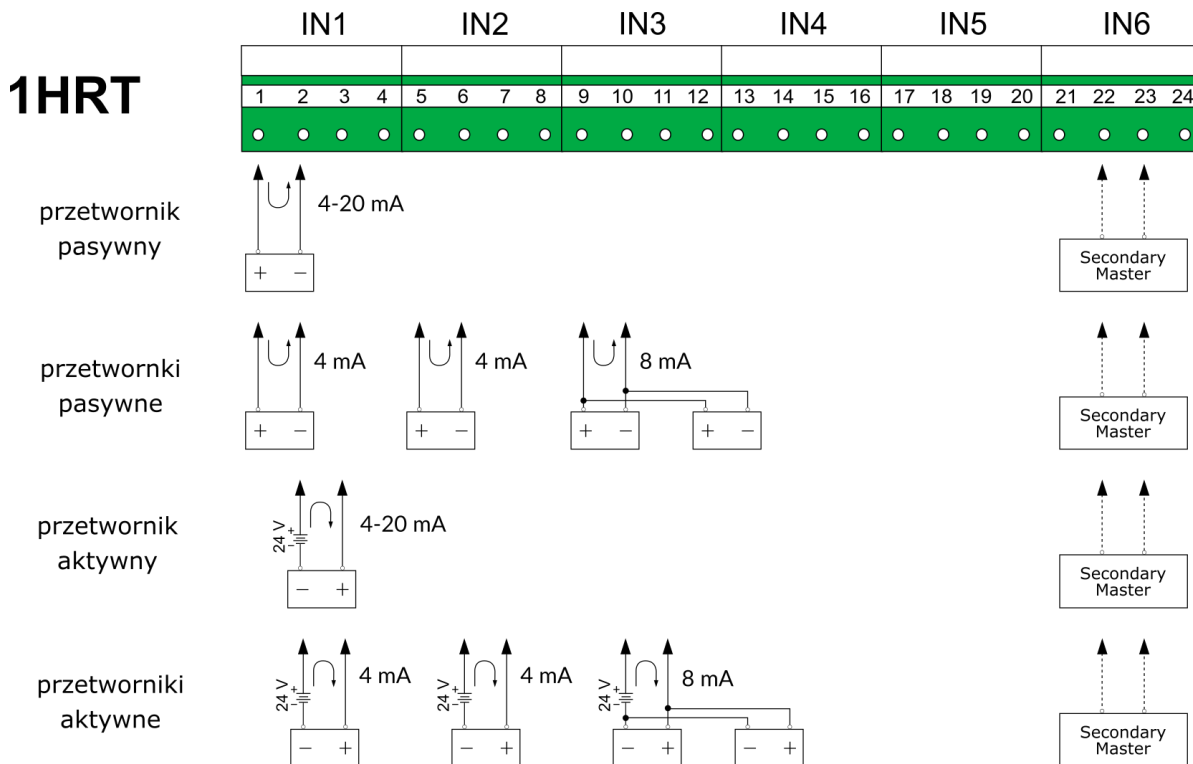 IN1 IN2 IN3 IN4 IN5 IN6
1HRT
1 2 3 4 5 6 7 8 9 10 11 12 13 14 15 16 17 18 19 20 21 22 23 24
przetwornik
pasywny
4-20 mA
+ −
Secondary
Master
przetwornki
pasywne
4 mA
4 mA
8 mA
+ − + − + − + −
Secondary
Master
przetwornik
aktywny
24 V
+ −
4-20 mA
− +
Secondary
Master
przetworniki
aktywne
24 V
+ −
4 mA
24 V
+ −
4 mA
24 V
+ −
8 mA
− + − + − + − +
Secondary
Master